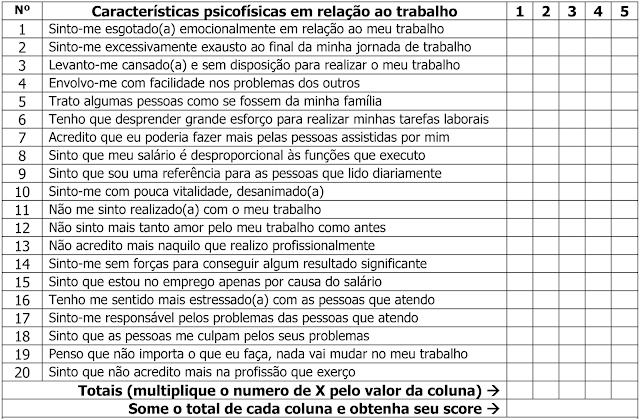 Nº Características psicofísicas em relação ao trabalho 1 2 3 4 5
1 Sinto-me esgotado(a) emocionalmente em relação ao meu trabalho
2 Sinto-me excessivamente exausto ao final da minha jornada de trabalho
3 Levanto-me cansado(a) e sem disposição para realizar o meu trabalho
4 Envolvo-me com facilidade nos problemas dos outros
5 Trato algumas pessoas como se fossem da minha família
6 Tenho que desprender grande esforço para realizar minhas tarefas laborais
7 Acredito que eu poderia fazer mais pelas pessoas assistidas por mim
8 Sinto que meu salário é desproporcional às funções que executo
9 Sinto que sou uma referência para as pessoas que lido diariamente
10 Sinto-me com pouca vitalidade, desanimado(a)
11 Não me sinto realizado(a) com o meu trabalho
12 Não sinto mais tanto amor pelo meu trabalho como antes
13 Não acredito mais naquilo que realizo profissionalmente
14 Sinto-me sem forças para conseguir algum resultado significante
15 Sinto que estou no emprego apenas por causa do salário
16 Tenho me sentido mais estressado(a) com as pessoas que atendo
17 Sinto-me responsável pelos problemas das pessoas que atendo
18 Sinto que as pessoas me culpam pelos seus problemas
19 Penso que não importa o que eu faça, nada vai mudar no meu trabalho
20 Sinto que não acredito mais na profissão que exerço
Totais (multiplique o numero de X pelo valor da coluna) →
Some o total de cada coluna e obtenha seu score →